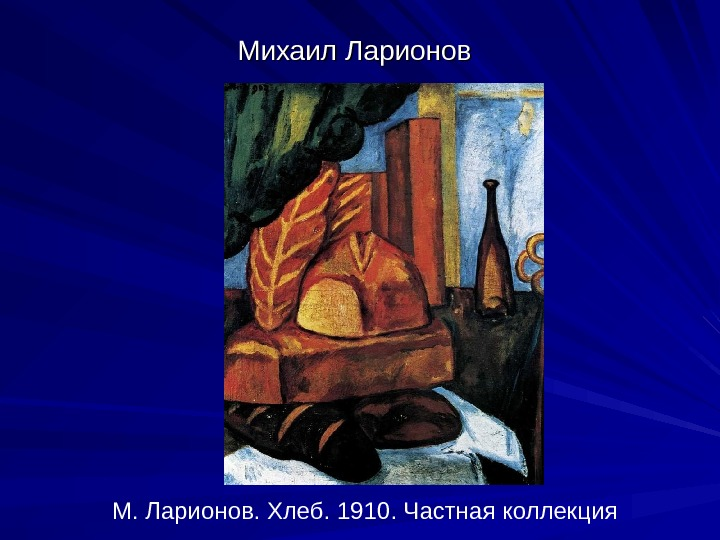 Михаил Ларионов
М. Ларионов. Хлеб. 1910. Частная коллекция